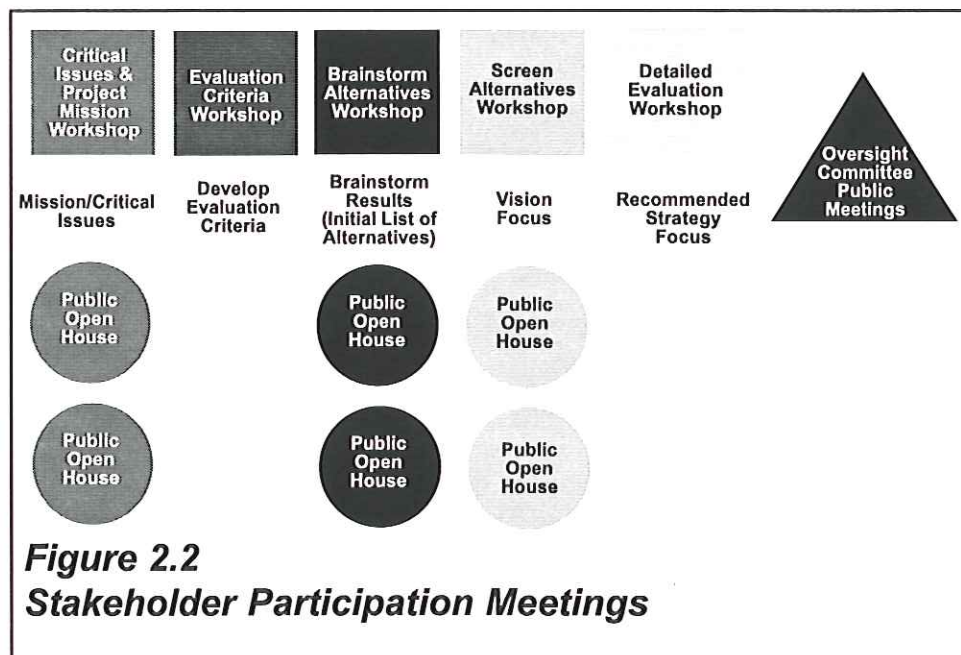 Critical
Issues &
Project
Mission
Workshop
Evaluation
Criteria
Workshop
Brainstorm
Alternatives
Workshop
Screen
Alternatives
Workshop
Detailed
Evaluation
Workshop
Oversight
Committee
Public
Meetings
Mission/Critical
Issues
Develop
Evaluation
Criteria
Brainstorm
Results
(Initial List of
Alternatives)
Vision
Focus
Recommended
Strategy
Focus
Public
Open
House
Public
Open
House
Public
Open
House
Public
Open
House
Public
Open
House
Public
Open
House
Figure 2.2
Stakeholder Participation Meetings